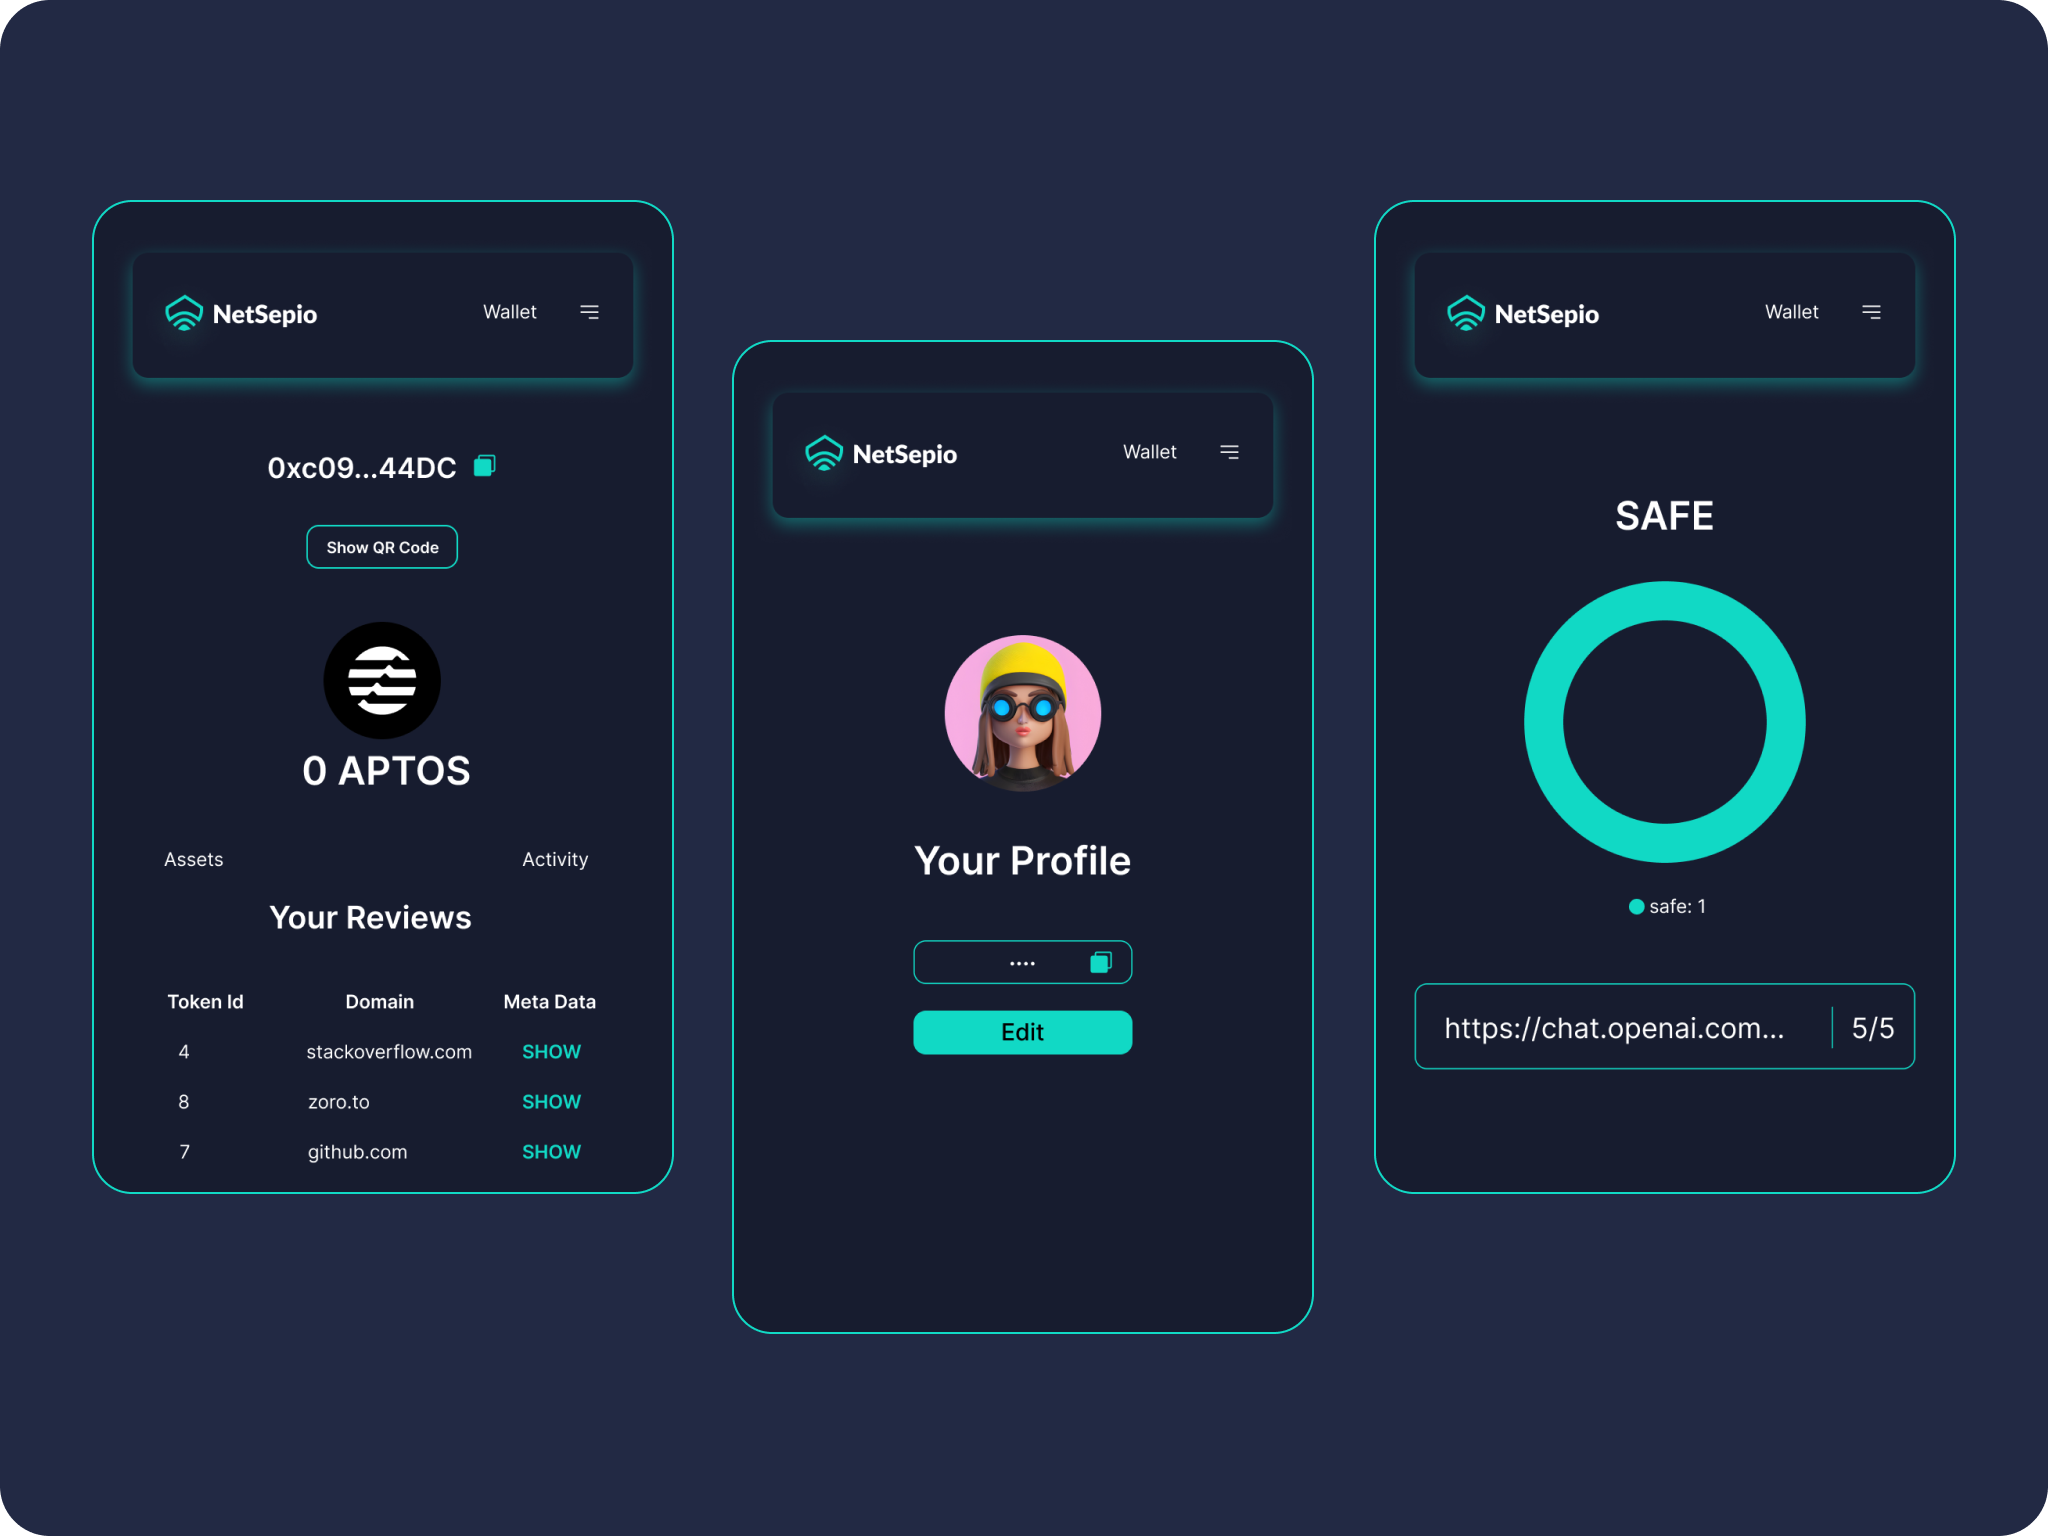 NetSepio
Wallet
0xc09...44DC
Show QR Code
0 APTOS
Assets
Activity
Your Reviews
Token Id Domain Meta Data
4 stackoverflow.com SHOW
8 zoro.to SHOW
7 github.com SHOW
NetSepio
Wallet
Your Profile
....
Edit
NetSepio
Wallet
SAFE
safe: 1
https://chat.openai.com... 5/5